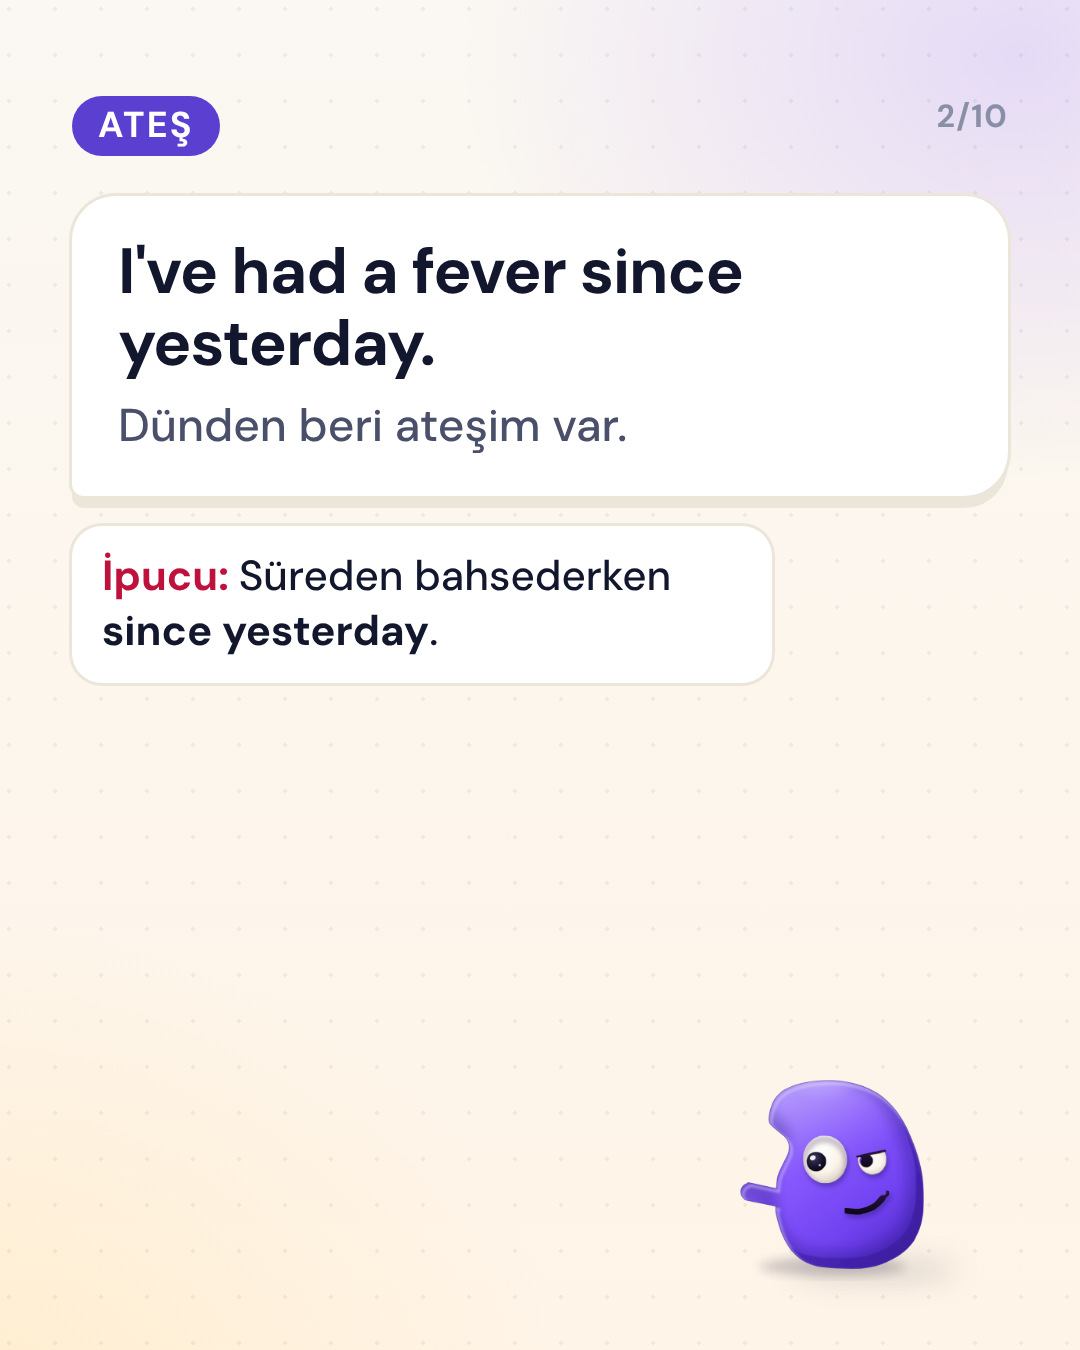 ATEŞ
2/10
I've had a fever since
yesterday.
Dünden beri ateşim var.
İpucu: Süreden bahsederken
since yesterday.